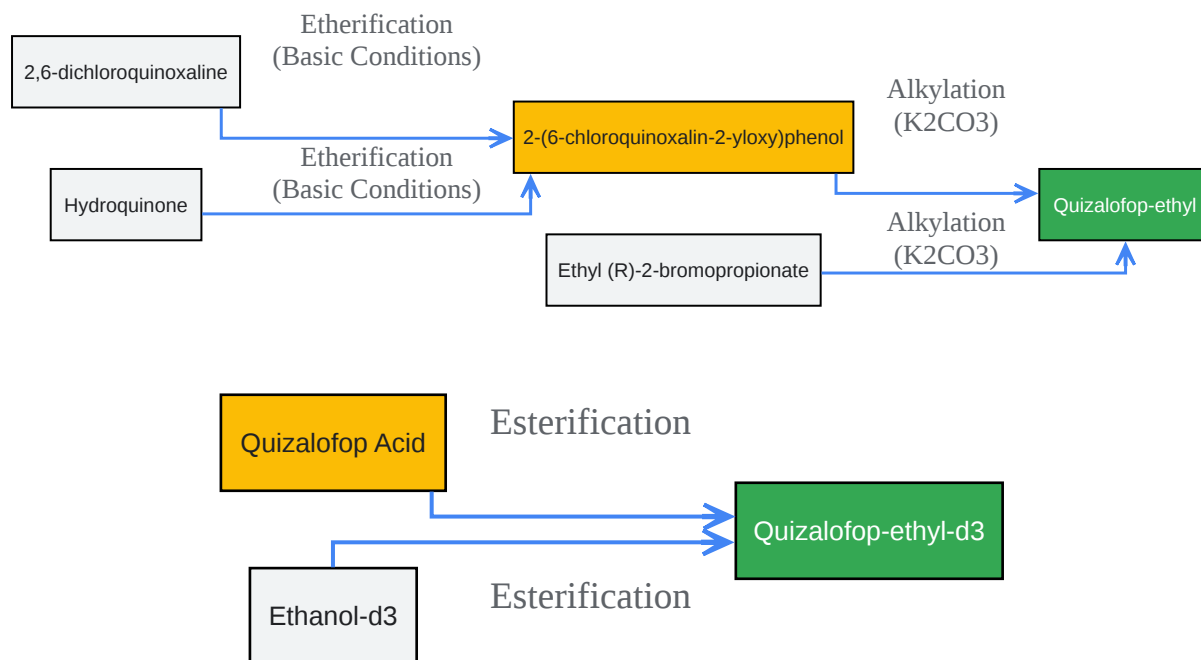 Etherification
(Basic Conditions)
2,6-dichloroquinoxaline
Alkylation
(K2CO3)
2-(6-chloroquinoxalin-2-yloxy)phenol
Etherification
(Basic Conditions)
Hydroquinone
Quizalofop-ethyl
Alkylation
(K2CO3)
Ethyl (R)-2-bromopropionate
Quizalofop Acid
Esterification
Quizalofop-ethyl-d3
Esterification
Ethanol-d3